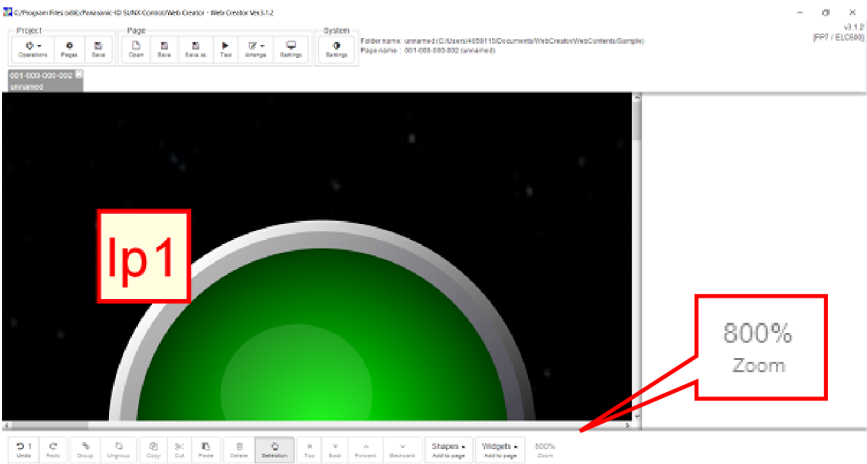 C:/Program Files (x86)/Panasonic-ID SUNX Control/Web Creator - Web Creator Ver.3.1.2
v3.1.2
[FP7 / ELC500]
Project
Page
System
Operations
Pages
Save
Open
Save
Save as
Test
Arrange
Settings
Settings
Folder name: unnamed (C:/Users/4059115/Documents/WebCreator/WebContents/Sample)
Page name : 001-000-000-002 (unnamed)
001-000-000-002
unnamed
lp1
800%
Zoom
1
Undo
Redo
Group
Ungroup
Copy
Cut
Paste
Delete
Selection
Top
Back
Forward
Backward
Shapes
Add to page
Widgets
Add to page
800%
Zoom